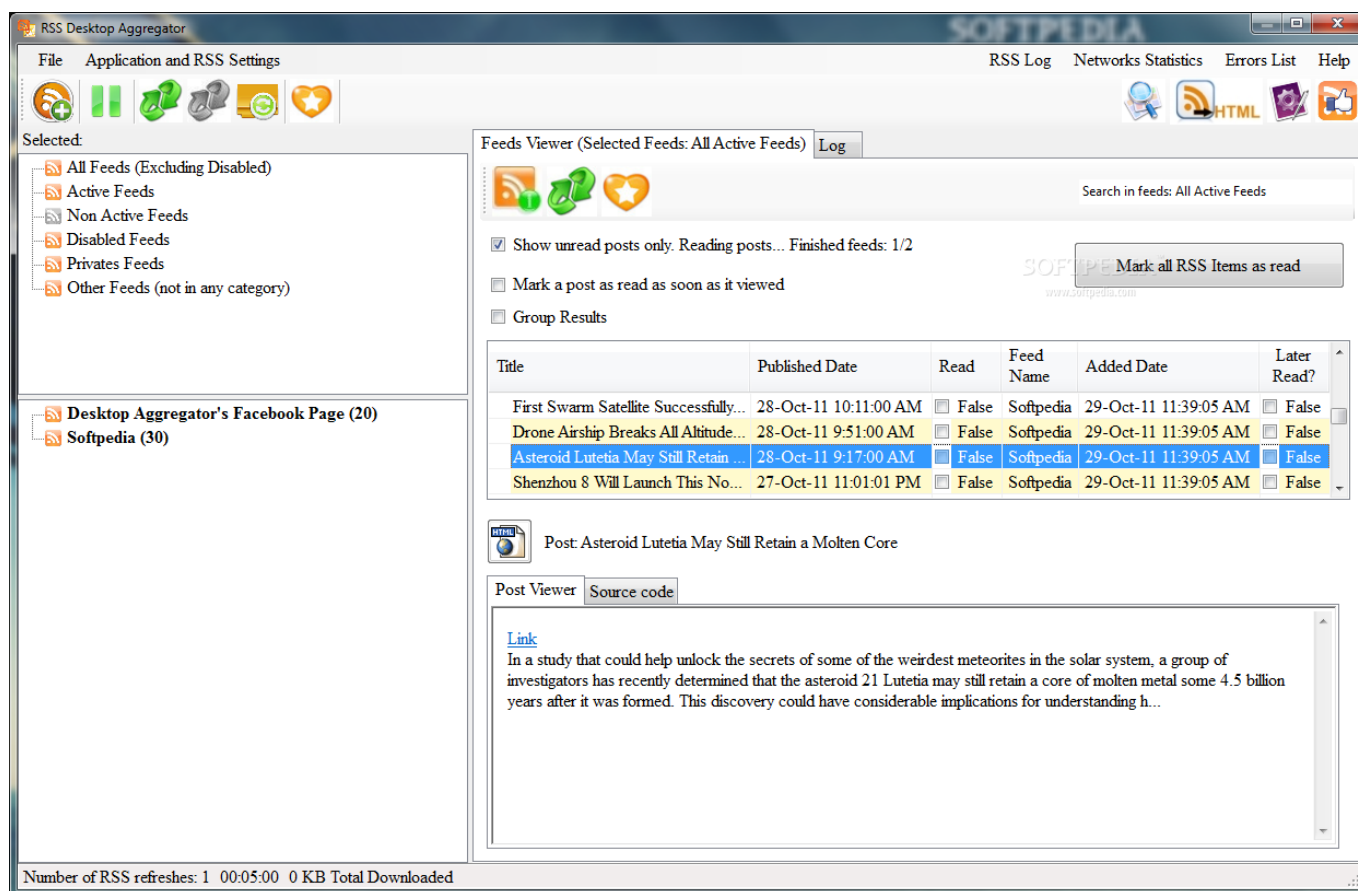 RSS Desktop Aggregator
SOFTPEDIA
File Application and RSS Settings RSS Log Networks Statistics Errors List Help
HTML
Selected:
All Feeds (Excluding Disabled)
Active Feeds
Non Active Feeds
Disabled Feeds
Privates Feeds
Other Feeds (not in any category)
Desktop Aggregator's Facebook Page (20)
Softpedia (30)
Feeds Viewer (Selected Feeds: All Active Feeds) Log
Search in feeds: All Active Feeds
Show unread posts only. Reading posts... Finished feeds: 1/2
SOFTPEDIA
www.softpedia.com
Mark all RSS Items as read
Mark a post as read as soon as it viewed
Group Results
Title Published Date Read Feed Name Added Date Later Read?
First Swarm Satellite Successfully... 28-Oct-11 10:11:00 AM False Softpedia 29-Oct-11 11:39:05 AM False
Drone Airship Breaks All Altitude... 28-Oct-11 9:51:00 AM False Softpedia 29-Oct-11 11:39:05 AM False
Asteroid Lutetia May Still Retain ... 28-Oct-11 9:17:00 AM False Softpedia 29-Oct-11 11:39:05 AM False
Shenzhou 8 Will Launch This No... 27-Oct-11 11:01:01 PM False Softpedia 29-Oct-11 11:39:05 AM False
HTML
Post: Asteroid Lutetia May Still Retain a Molten Core
Post Viewer Source code
Link
In a study that could help unlock the secrets of some of the weirdest meteorites in the solar system, a group of
investigators has recently determined that the asteroid 21 Lutetia may still retain a core of molten metal some 4.5 billion
years after it was formed. This discovery could have considerable implications for understanding h...
Number of RSS refreshes: 1 00:05:00 0 KB Total Downloaded